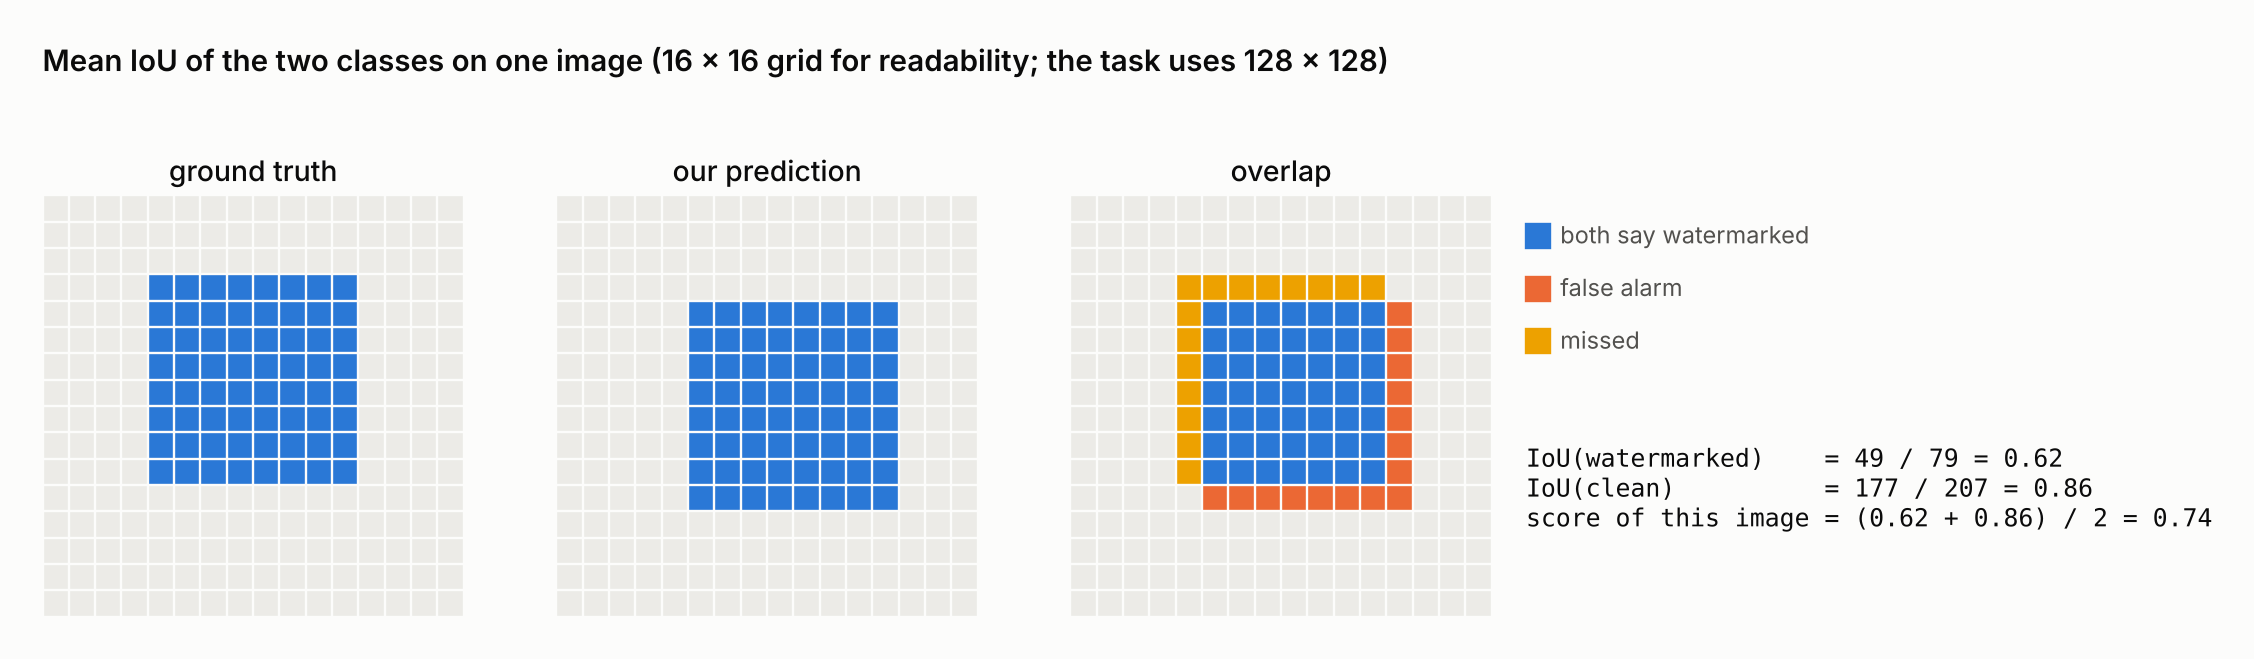 Mean IoU of the two classes on one image (16 × 16 grid for readability; the task uses 128 × 128)
ground truth
our prediction
overlap
both say watermarked
false alarm
missed
IoU(watermarked)    = 49 / 79 = 0.62
IoU(clean)          = 177 / 207 = 0.86
score of this image = (0.62 + 0.86) / 2 = 0.74